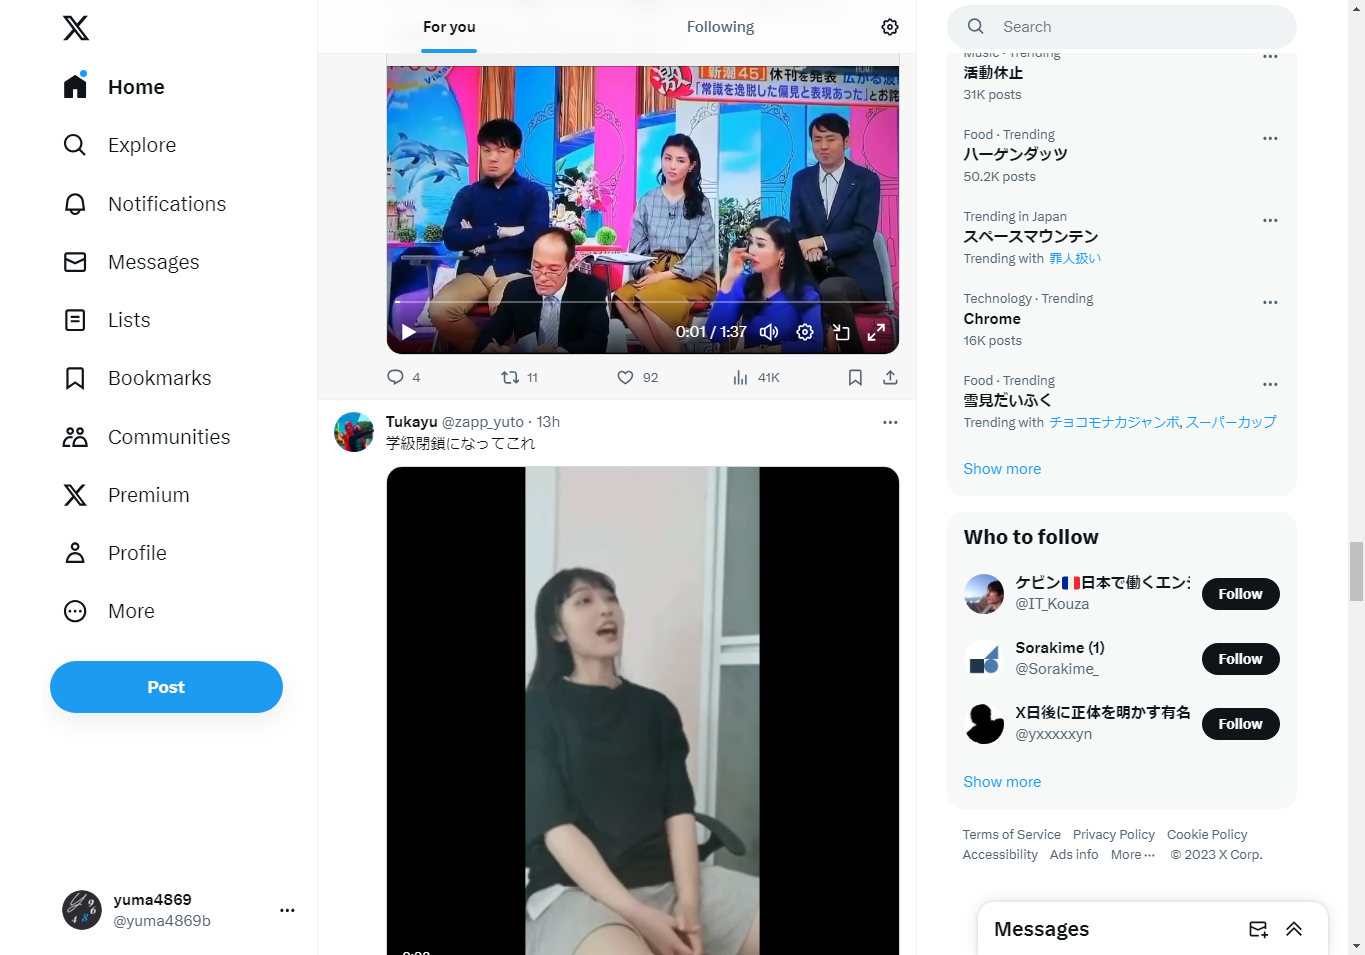 Home
Explore
Notifications
Messages
Lists
Bookmarks
Communities
Premium
Profile
More
Post
yuma4869
@yuma4869b
For you
Following
「新潮45」休刊を発表 広がる波
「常識を逸脱した偏見と表現あった」とお詫
0:01 / 1:37
4
11
92
41K
Tukayu @zapp_yuto · 13h
学級閉鎖になってこれ
Search
Music · Trending
活動休止
31K posts
Food · Trending
ハーゲンダッツ
50.2K posts
Trending in Japan
スペースマウンテン
Trending with 罪人扱い
Technology · Trending
Chrome
16K posts
Food · Trending
雪見だいふく
Trending with チョコモナカジャンボ, スーパーカップ
Show more
Who to follow
ケビン🇫🇷日本で働くエンジ
@IT_Kouza
Follow
Sorakime (1)
@Sorakime_
Follow
X日後に正体を明かす有名
@yxxxxxyn
Follow
Show more
Terms of Service Privacy Policy Cookie Policy
Accessibility Ads info More ··· © 2023 X Corp.
Messages